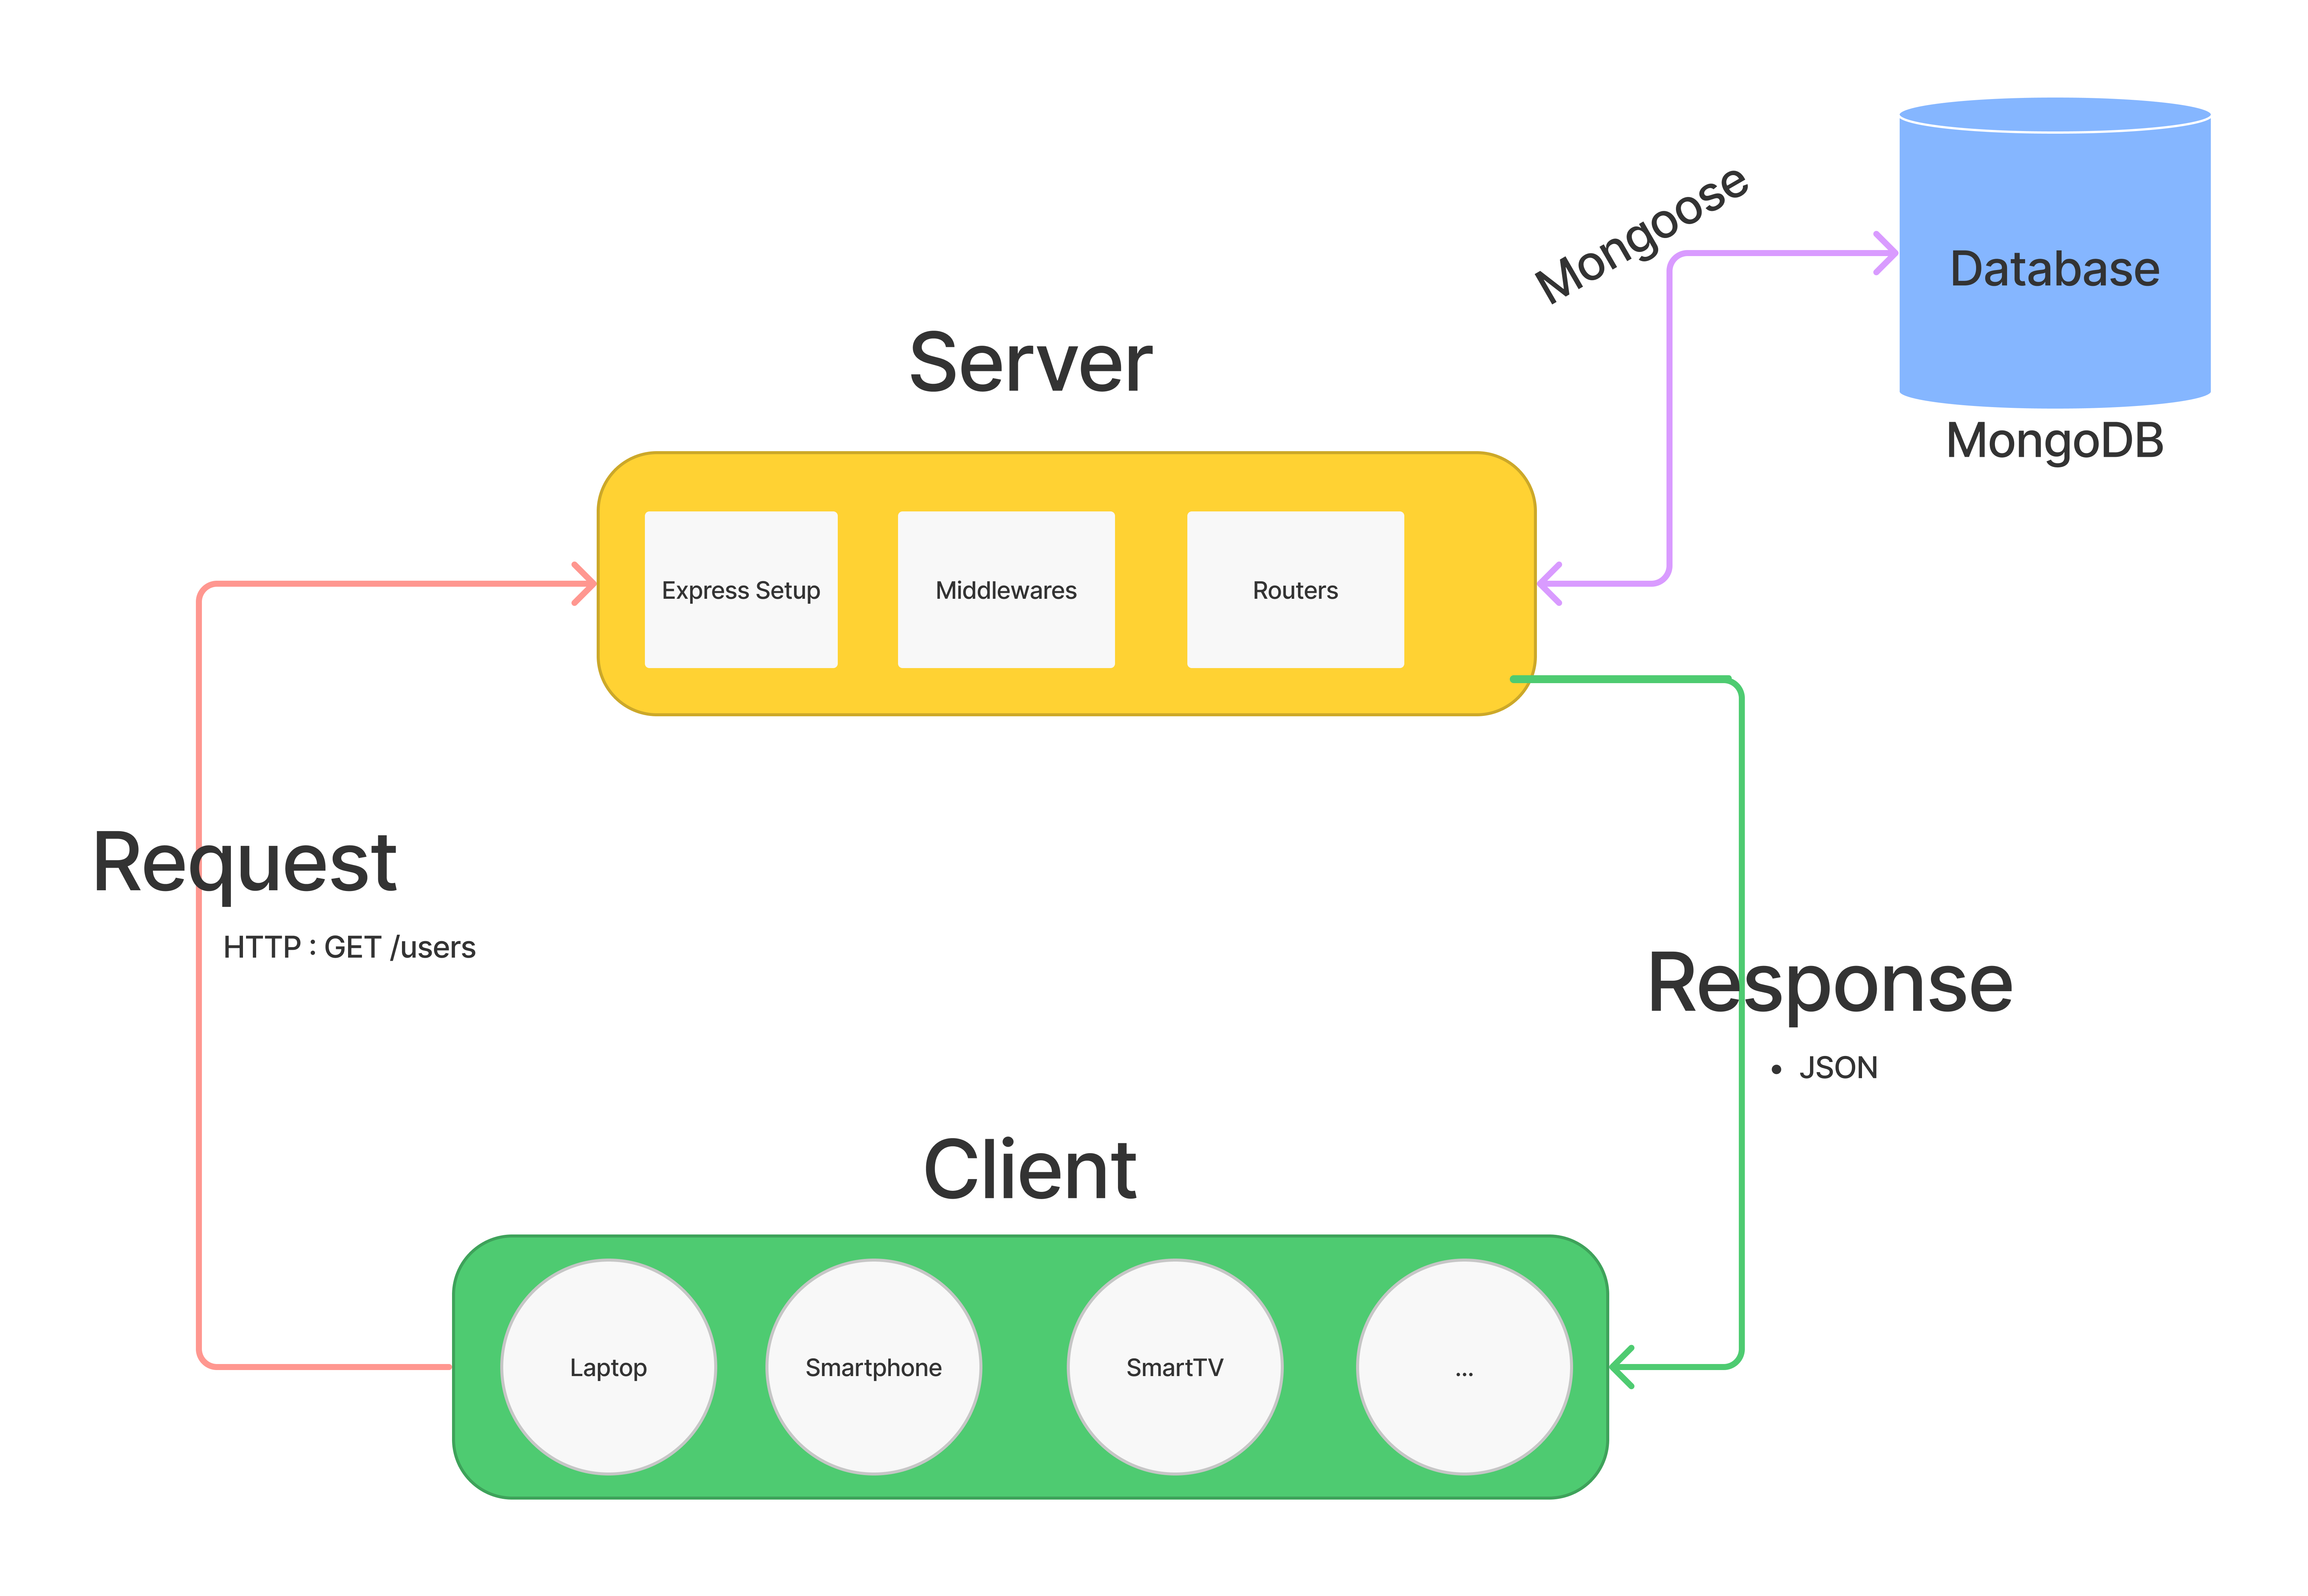 Mongoose
Database
MongoDB
Server
Express Setup
Middlewares
Routers
Request
HTTP : GET /users
Response
• JSON
Client
Laptop
Smartphone
SmartTV
...